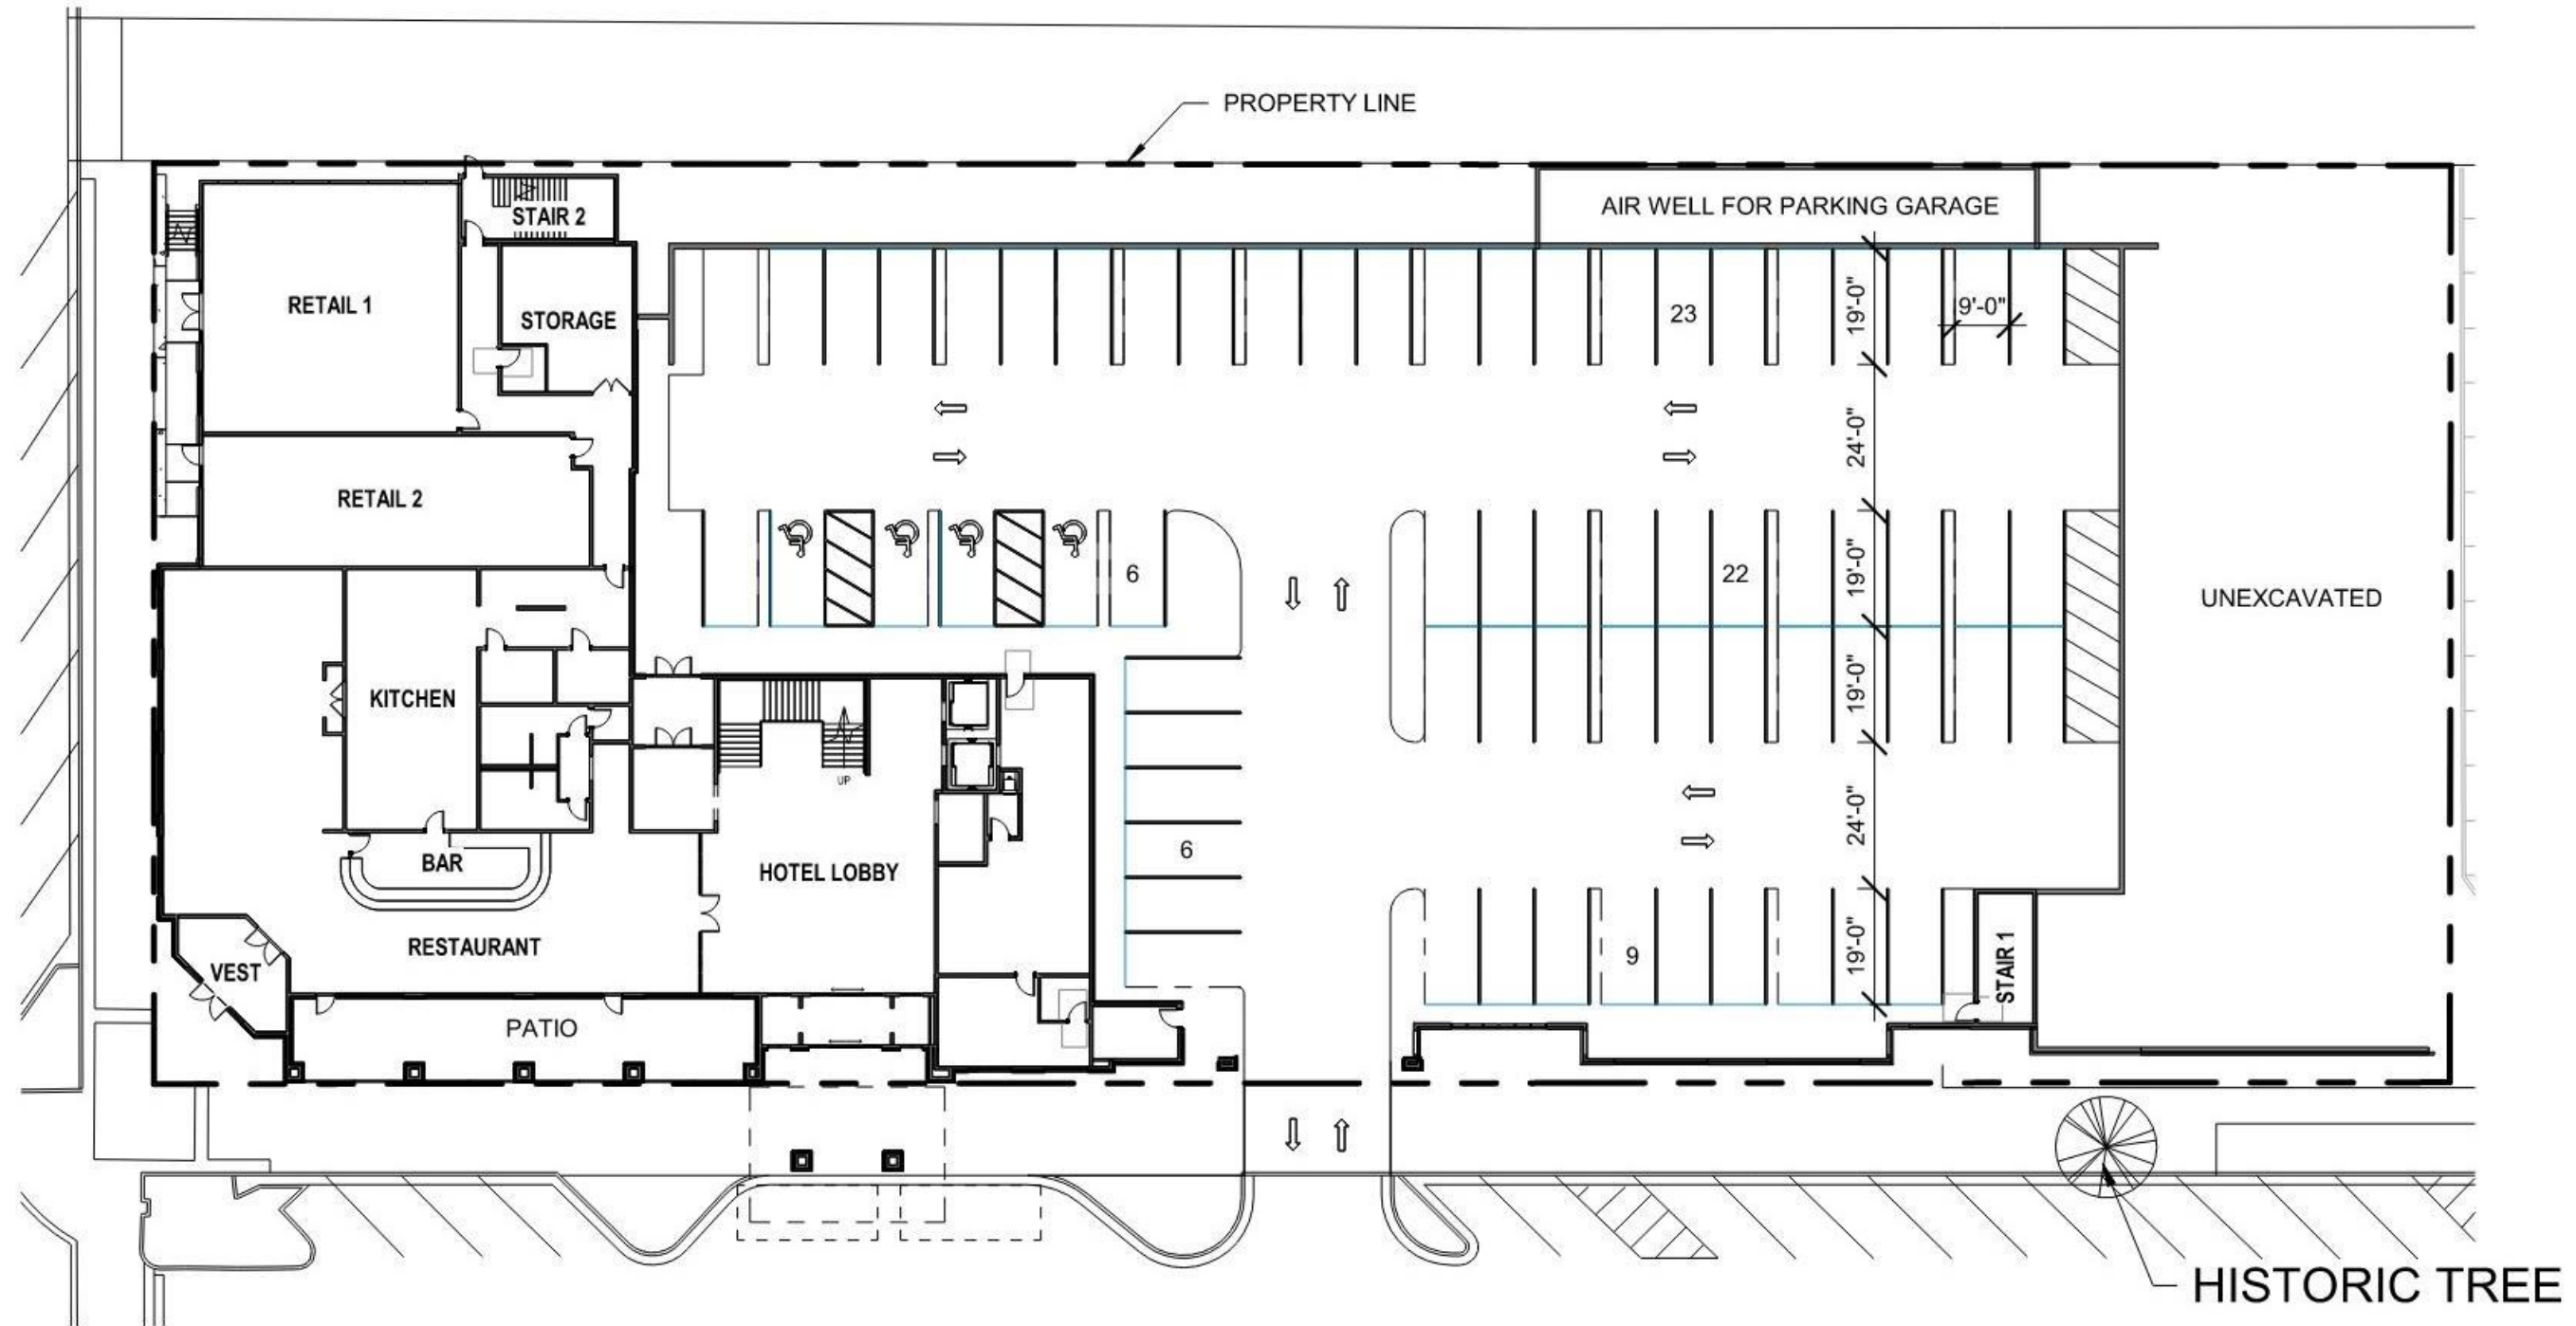 PROPERTY LINE
AIR WELL FOR PARKING GARAGE
STAIR 2
RETAIL 1
STORAGE
23
19'-0"
9'-0"
24'-0"
RETAIL 2
6
22
19'-0"
UNEXCAVATED
KITCHEN
19'-0"
UP
BAR
HOTEL LOBBY
6
24'-0"
RESTAURANT
VEST
9
19'-0"
STAIR 1
PATIO
HISTORIC TREE